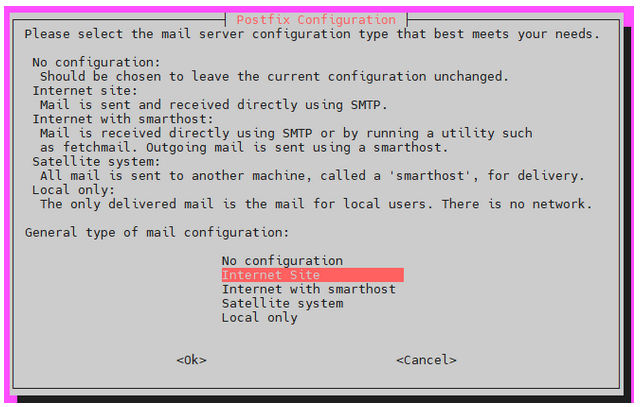 Postfix Configuration
Please select the mail server configuration type that best meets your needs.
No configuration:
Should be chosen to leave the current configuration unchanged.
Internet site:
Mail is sent and received directly using SMTP.
Internet with smarthost:
Mail is received directly using SMTP or by running a utility such
as fetchmail. Outgoing mail is sent using a smarthost.
Satellite system:
All mail is sent to another machine, called a 'smarthost', for delivery.
Local only:
The only delivered mail is the mail for local users. There is no network.
General type of mail configuration:
No configuration
Internet Site
Internet with smarthost
Satellite system
Local only
<Ok> <Cancel>